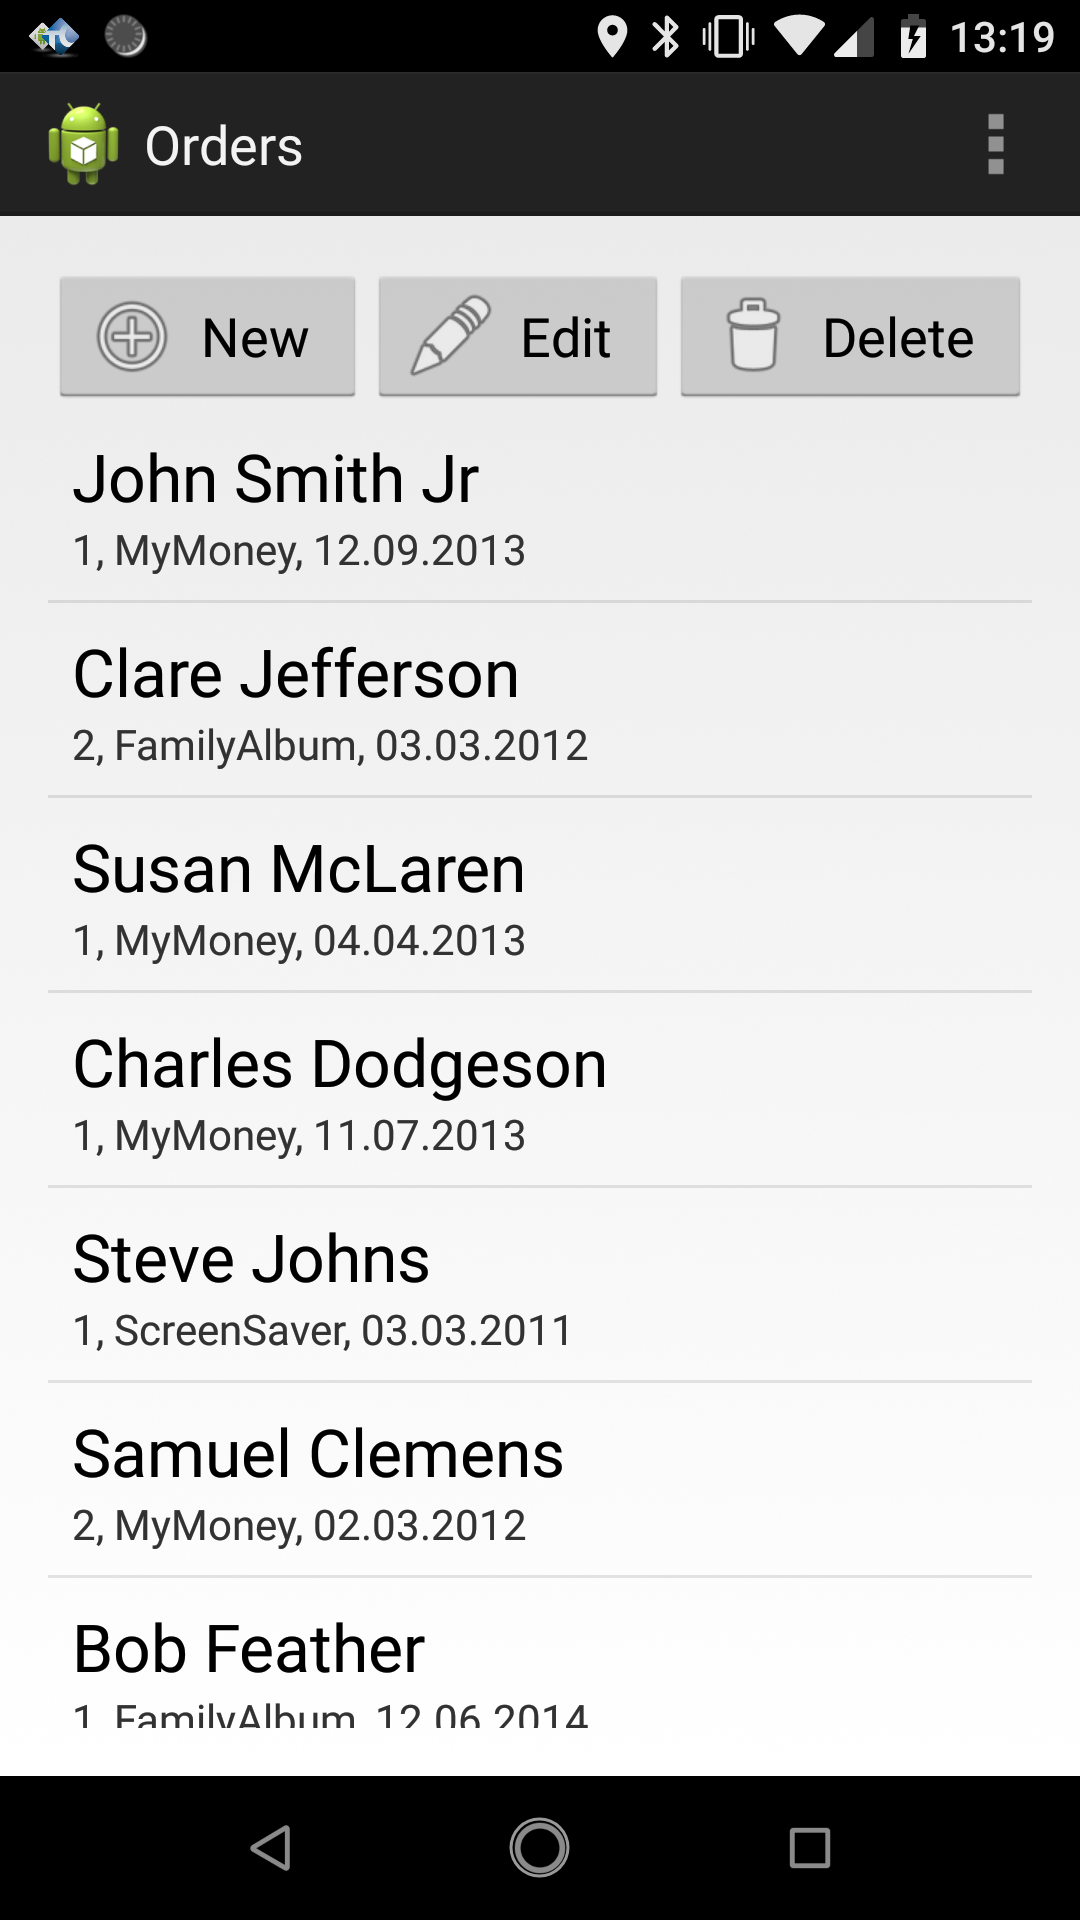 13:19
Orders
New Edit Delete
John Smith Jr
1, MyMoney, 12.09.2013
Clare Jefferson
2, FamilyAlbum, 03.03.2012
Susan McLaren
1, MyMoney, 04.04.2013
Charles Dodgeson
1, MyMoney, 11.07.2013
Steve Johns
1, ScreenSaver, 03.03.2011
Samuel Clemens
2, MyMoney, 02.03.2012
Bob Feather
1, FamilyAlbum, 12.06.2014